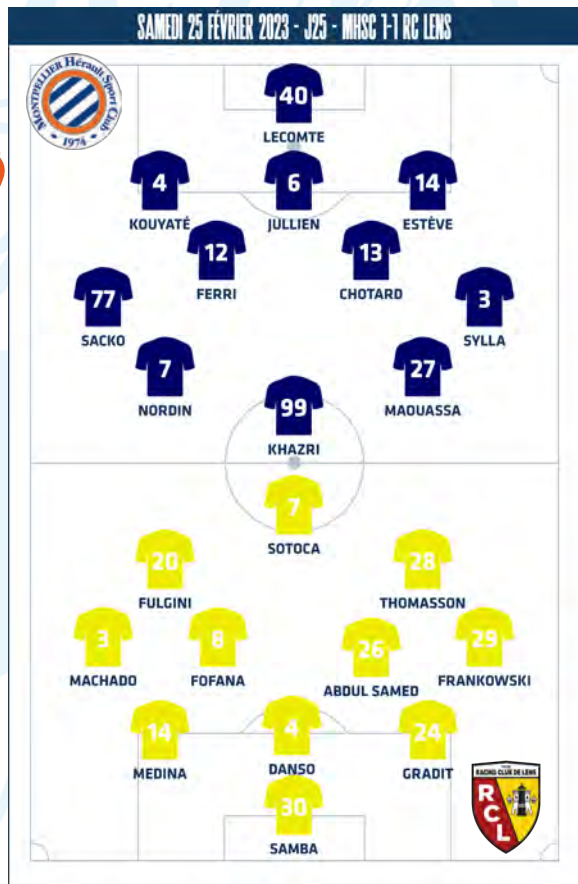 SAMEDI 25 FÉVRIER 2023 - J25 - MHSC 1-1 RC LENS
MONTPELLIER Hérault Sport Club
1974
40
LECOMTE
4
KOUYATÉ
6
JULLIEN
14
ESTÈVE
12
FERRI
13
CHOTARD
77
SACKO
3
SYLLA
7
NORDIN
27
MAOUASSA
99
KHAZRI
7
SOTOCA
20
FULGINI
28
THOMASSON
3
MACHADO
8
FOFANA
26
ABDUL SAMED
29
FRANKOWSKI
14
MEDINA
4
DANSO
24
GRADIT
30
SAMBA
RACING CLUB DE LENS
RCL